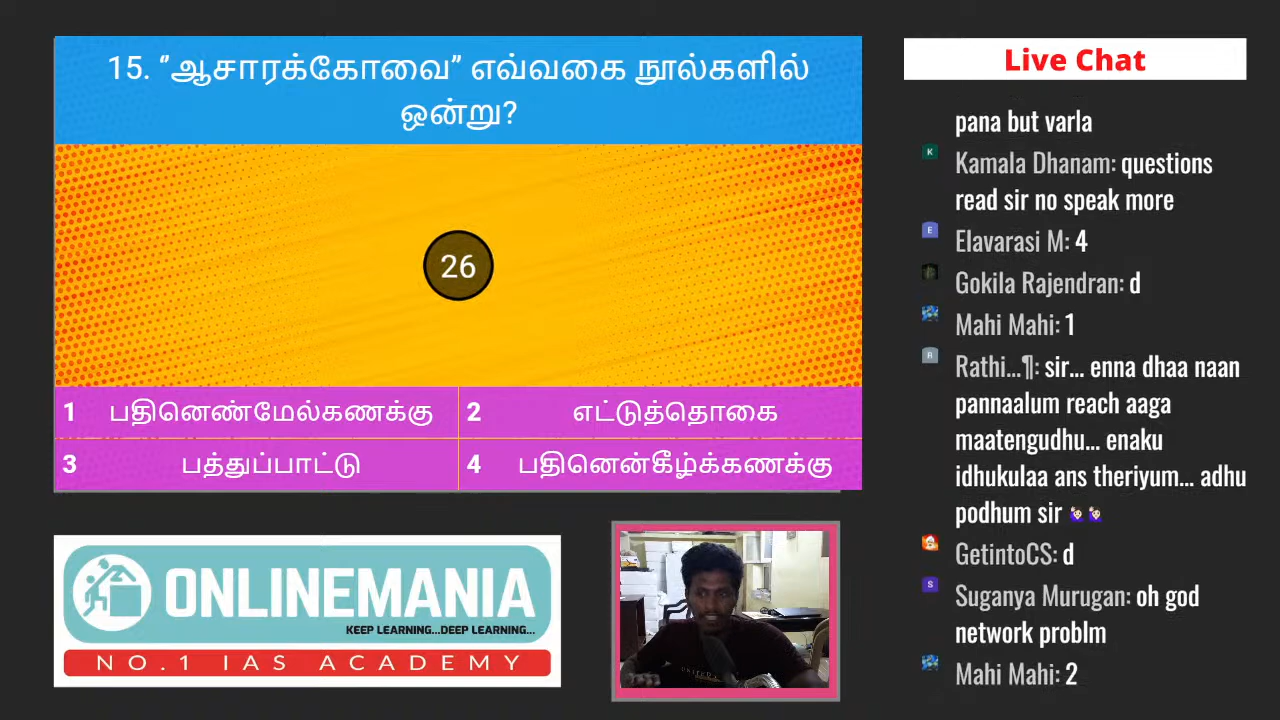 15. “ஆசாரக்கோவை” எவ்வகை நூல்களில்
ஒன்று?
26
1 பதினெண்மேல்கணக்கு
2 எட்டுத்தொகை
3 பத்துப்பாட்டு
4 பதினென்கீழ்க்கணக்கு
ONLINEMANIA
KEEP LEARNING...DEEP LEARNING...
NO.1 IAS ACADEMY
Live Chat
pana but varla
K Kamala Dhanam: questions
read sir no speak more
E Elavarasi M: 4
Gokila Rajendran: d
Mahi Mahi: 1
R Rathi...¶: sir... enna dhaa naan
pannaalum reach aaga
maatengudhu... enaku
idhukulaa ans theriyum... adhu
podhum sir
GetintoCS: d
S Suganya Murugan: oh god
network problm
Mahi Mahi: 2